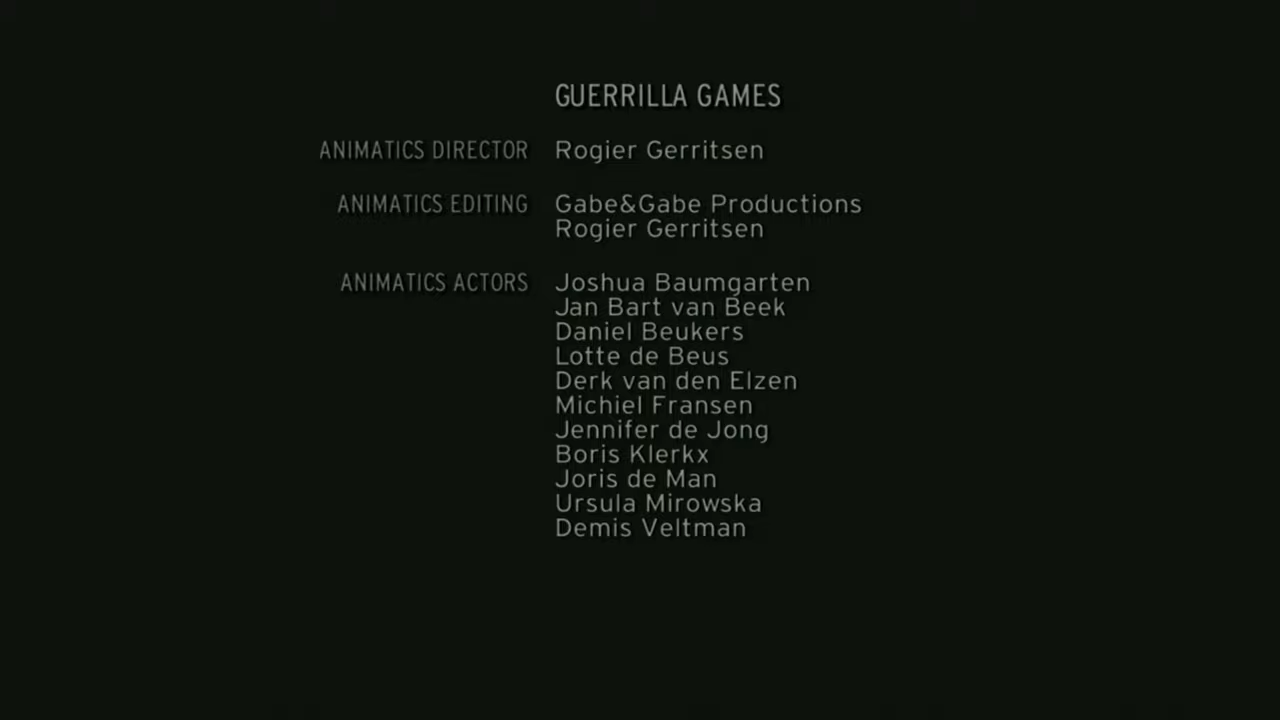 GUERRILLA GAMES
ANIMATICS DIRECTOR Rogier Gerritsen
ANIMATICS EDITING Gabe&Gabe Productions
Rogier Gerritsen
ANIMATICS ACTORS Joshua Baumgarten
Jan Bart van Beek
Daniel Beukers
Lotte de Beus
Derk van den Elzen
Michiel Fransen
Jennifer de Jong
Boris Klerkx
Joris de Man
Ursula Mirowska
Demis Veltman